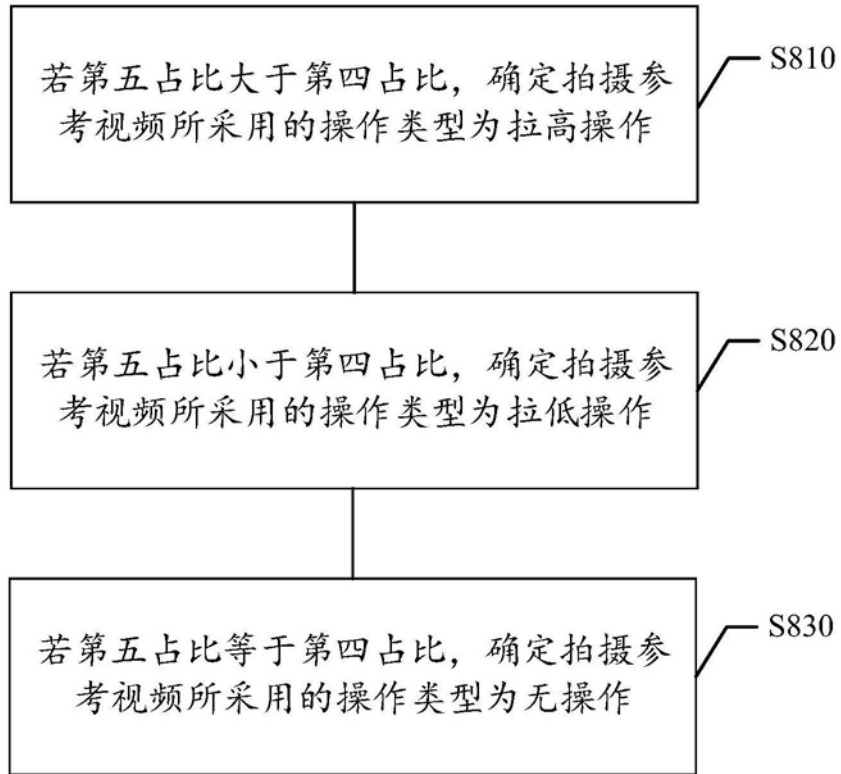 若第五占比大于第四占比，确定拍摄参
考视频所采用的操作类型为拉高操作
S810
若第五占比小于第四占比，确定拍摄参
考视频所采用的操作类型为拉低操作
S820
若第五占比等于第四占比，确定拍摄参
考视频所采用的操作类型为无操作
S830